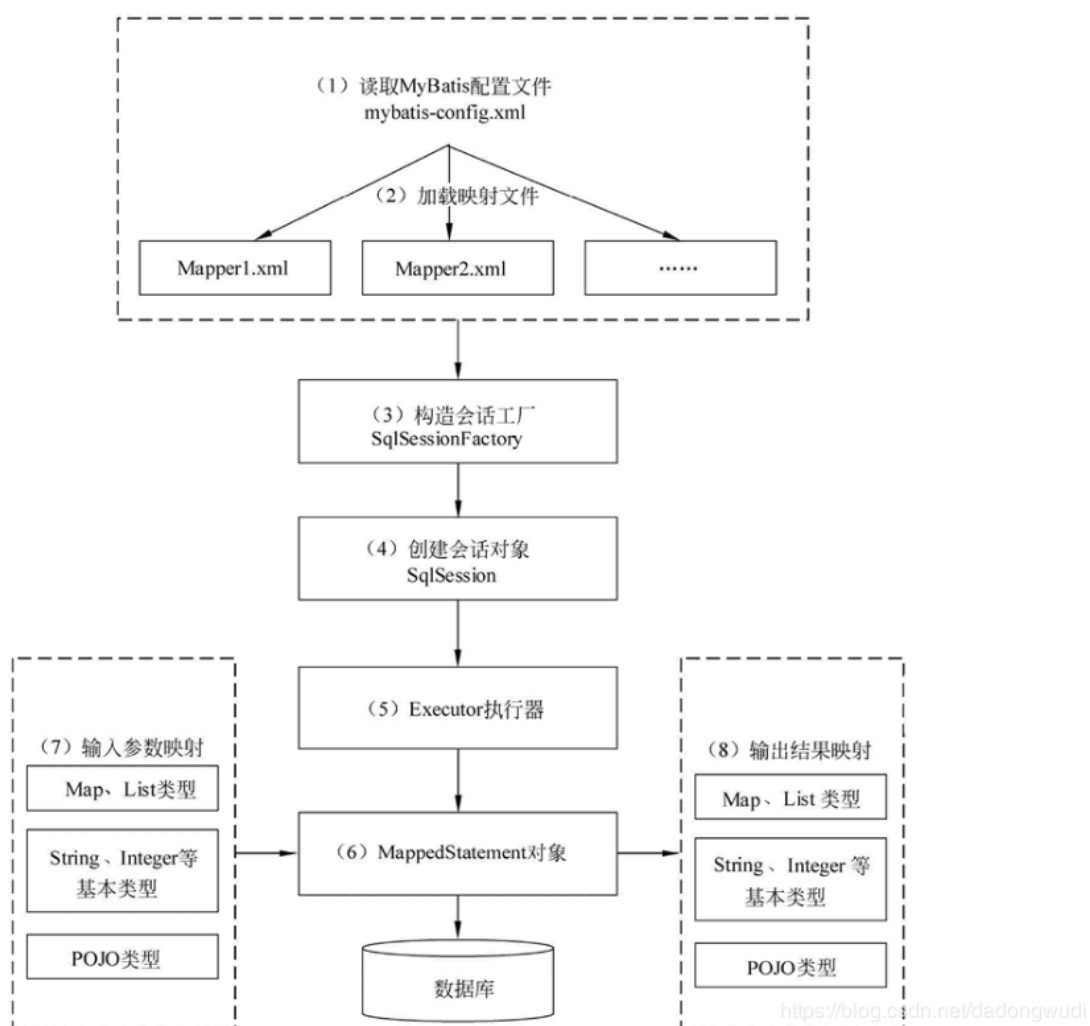 （1）读取MyBatis配置文件
mybatis-config.xml
（2）加载映射文件
Mapper1.xml
Mapper2.xml
……
（3）构造会话工厂
SqlSessionFactory
（4）创建会话对象
SqlSession
（5）Executor执行器
（7）输入参数映射
Map、List类型
String、Integer等
基本类型
POJO类型
（6）MappedStatement对象
（8）输出结果映射
Map、List 类型
String、Integer 等
基本类型
POJO类型
数据库
https://blog.csdn.net/dadongwudi